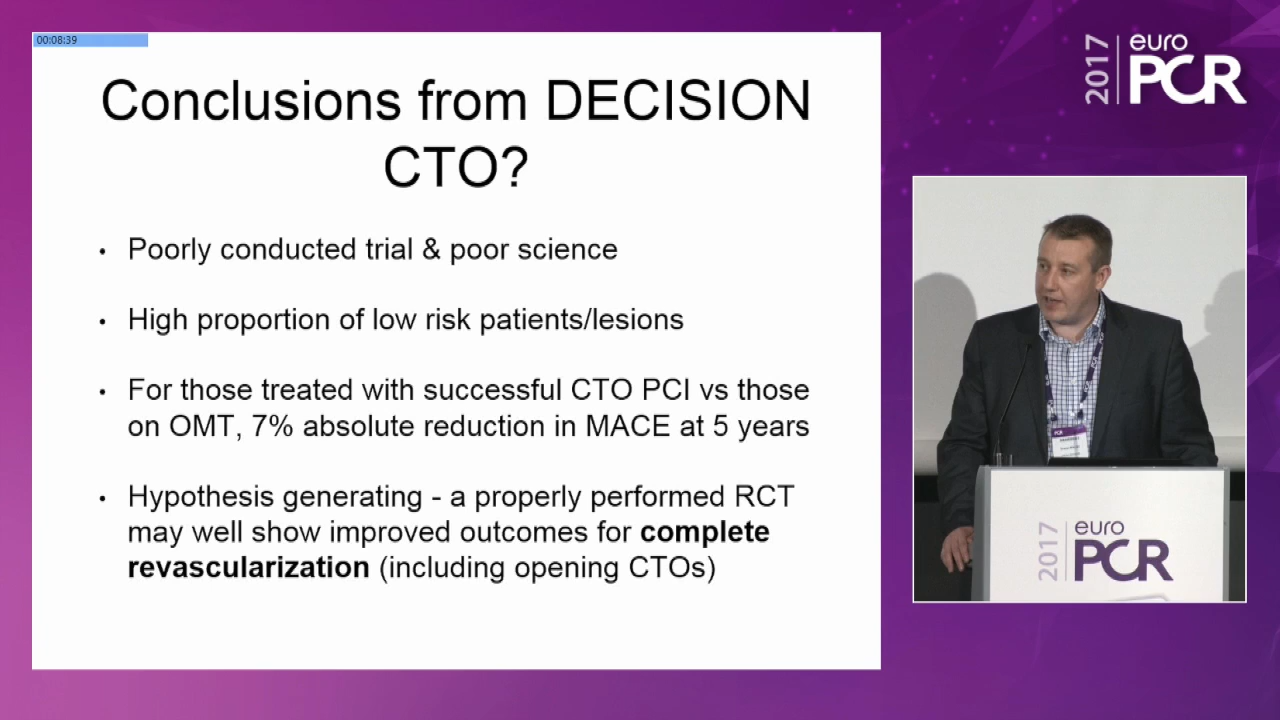 00:08:39
Conclusions from DECISION
CTO?
• Poorly conducted trial & poor science
• High proportion of low risk patients/lesions
• For those treated with successful CTO PCI vs those
on OMT, 7% absolute reduction in MACE at 5 years
• Hypothesis generating - a properly performed RCT
may well show improved outcomes for complete
revascularization (including opening CTOs)
2017
euro
PCR
2017
euro
PCR